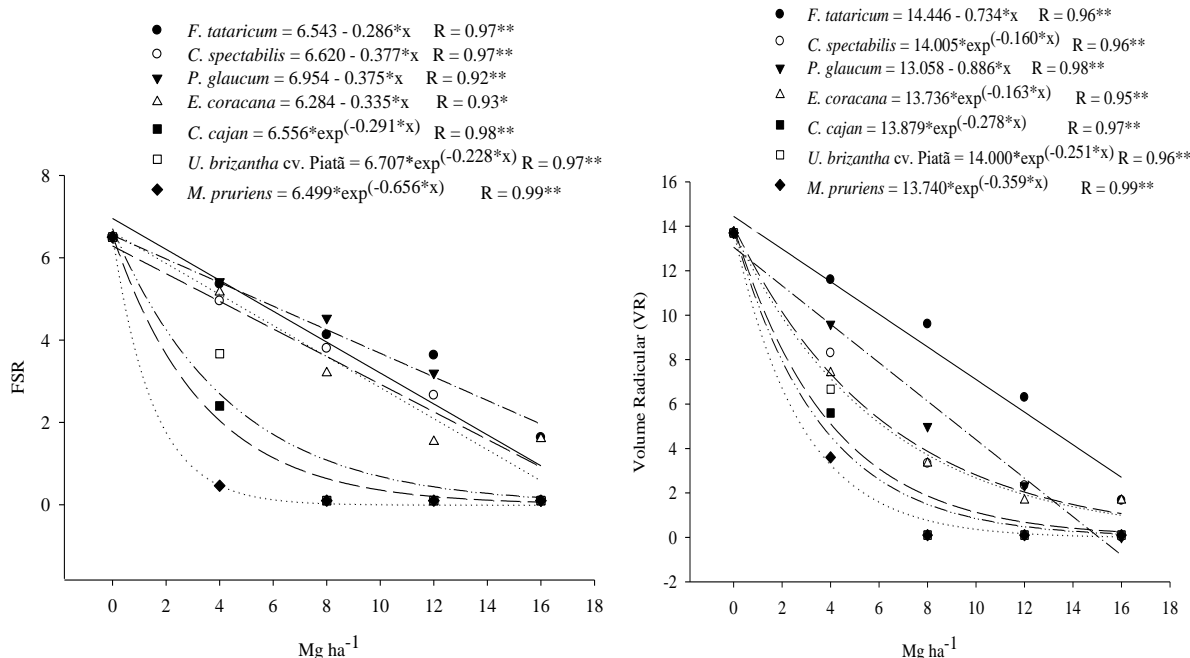 F. tataricum = 6.543 - 0.286*x R = 0.97**
C. spectabilis = 6.620 - 0.377*x R = 0.97**
P. glaucum = 6.954 - 0.375*x R = 0.92**
E. coracana = 6.284 - 0.335*x R = 0.93*
C. cajan = 6.556*exp(-0.291*x) R = 0.98**
U. brizantha cv. Piatã = 6.707*exp(-0.228*x) R = 0.97**
M. pruriens = 6.499*exp(-0.656*x) R = 0.99**
8
6
4
2
0
FSR
0 2 4 6 8 10 12 14 16 18
Mg ha-1
F. tataricum = 14.446 - 0.734*x R = 0.96**
C. spectabilis = 14.005*exp(-0.160*x) R = 0.96**
P. glaucum = 13.058 - 0.886*x R = 0.98**
E. coracana = 13.736*exp(-0.163*x) R = 0.95**
C. cajan = 13.879*exp(-0.278*x) R = 0.97**
U. brizantha cv. Piatã = 14.000*exp(-0.251*x) R = 0.96**
M. pruriens = 13.740*exp(-0.359*x) R = 0.99**
16
14
12
10
8
6
4
2
0
-2
Volume Radicular (VR)
0 2 4 6 8 10 12 14 16 18
Mg ha-1